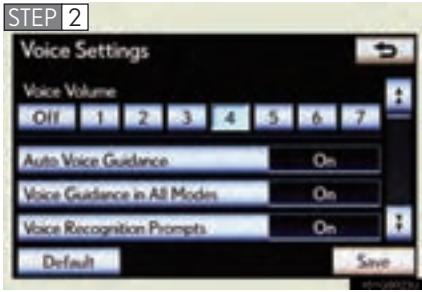 STEP 2
Voice Settings
Voice Volume
Off 1 2 3 4 5 6 7
Auto Voice Guidance On
Voice Guidance in All Modes On
Voice Recognition Prompts On
Default Save